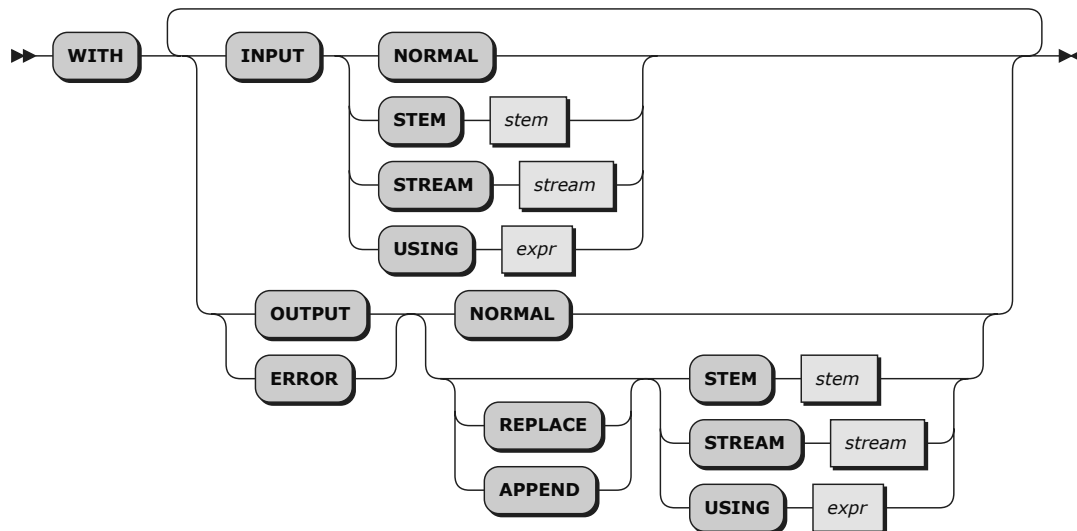 WITH INPUT NORMAL
STEM stem
STREAM stream
USING expr
OUTPUT NORMAL
ERROR STEM stem
REPLACE STREAM stream
APPEND USING expr